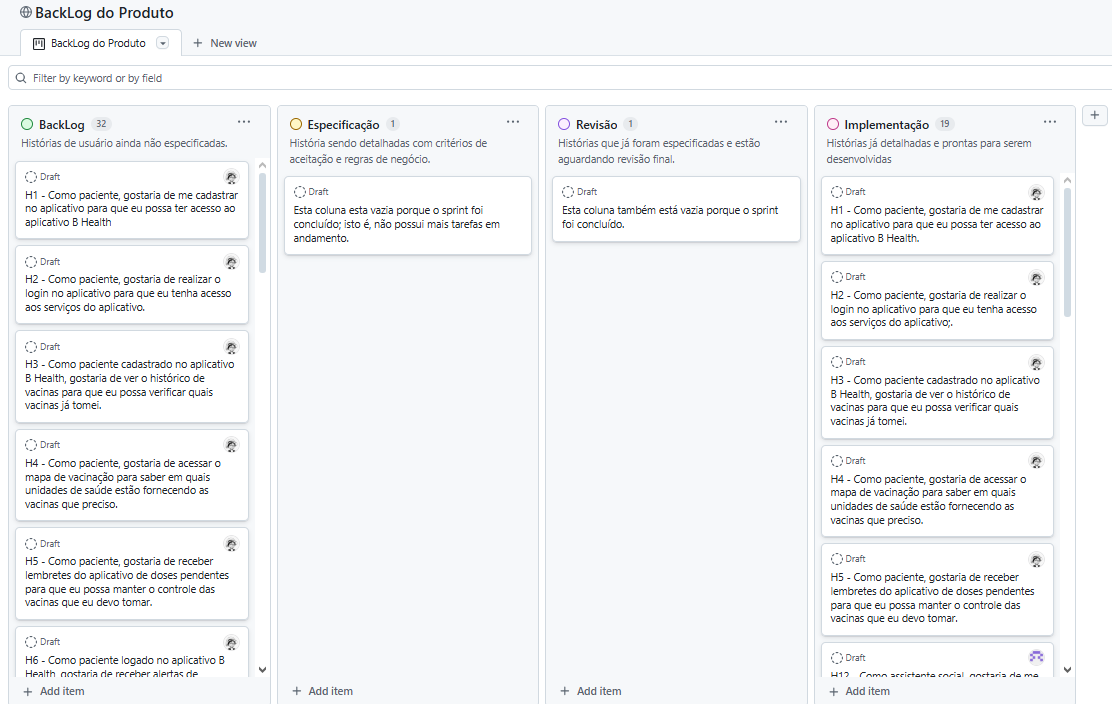 BackLog do Produto
BackLog do Produto
New view
Filter by keyword or by field
BackLog 32
Histórias de usuário ainda não especificadas.
Draft
H1 - Como paciente, gostaria de me cadastrar
no aplicativo para que eu possa ter acesso ao
aplicativo B Health
Draft
H2 - Como paciente, gostaria de realizar o
login no aplicativo para que eu tenha acesso
aos serviços do aplicativo.
Draft
H3 - Como paciente cadastrado no aplicativo
B Health, gostaria de ver o histórico de
vacinas para que eu possa verificar quais
vacinas já tomei.
Draft
H4 - Como paciente, gostaria de acessar o
mapa de vacinação para saber em quais
unidades de saúde estão fornecendo as
vacinas que preciso.
Draft
H5 - Como paciente, gostaria de receber
lembretes do aplicativo de doses pendentes
para que eu possa manter o controle das
vacinas que eu devo tomar.
Draft
H6 - Como paciente logado no aplicativo B
Health, gostaria de receber alertas de
Add item
Especificação 1
História sendo detalhadas com critérios de
aceitação e regras de negócio.
Draft
Esta coluna esta vazia porque o sprint foi
concluído; isto é, não possui mais tarefas em
andamento.
Add item
Revisão 1
Histórias que já foram especificadas e estão
aguardando revisão final.
Draft
Esta coluna também está vazia porque o sprint
foi concluído.
Add item
Implementação 19
Histórias já detalhadas e prontas para serem
desenvolvidas
Draft
H1 - Como paciente, gostaria de me cadastrar
no aplicativo para que eu possa ter acesso ao
aplicativo B Health.
Draft
H2 - Como paciente, gostaria de realizar o
login no aplicativo para que eu tenha acesso
aos serviços do aplicativo;.
Draft
H3 - Como paciente cadastrado no aplicativo
B Health, gostaria de ver o histórico de
vacinas para que eu possa verificar quais
vacinas já tomei.
Draft
H4 - Como paciente, gostaria de acessar o
mapa de vacinação para saber em quais
unidades de saúde estão fornecendo as
vacinas que preciso.
Draft
H5 - Como paciente, gostaria de receber
lembretes do aplicativo de doses pendentes
para que eu possa manter o controle das
vacinas que eu devo tomar.
Draft
H12 - Como assistente social, gostaria de me
Add item